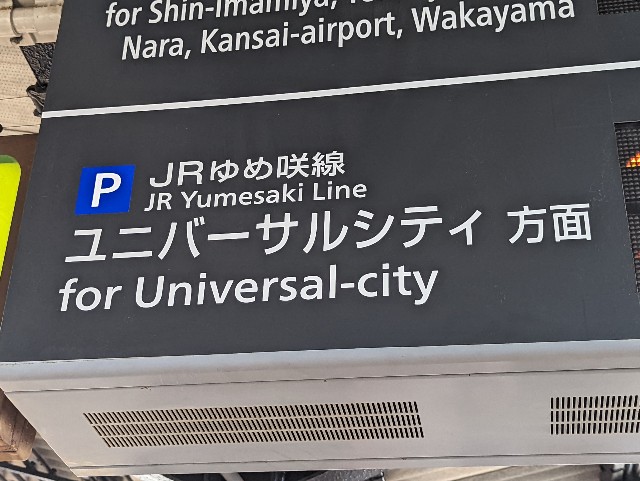 for Shin-Imamiya,
Nara, Kansai-airport, Wakayama
P JRゆめ咲線
JR Yumesaki Line
ユニバーサルシティ 方面
for Universal-city